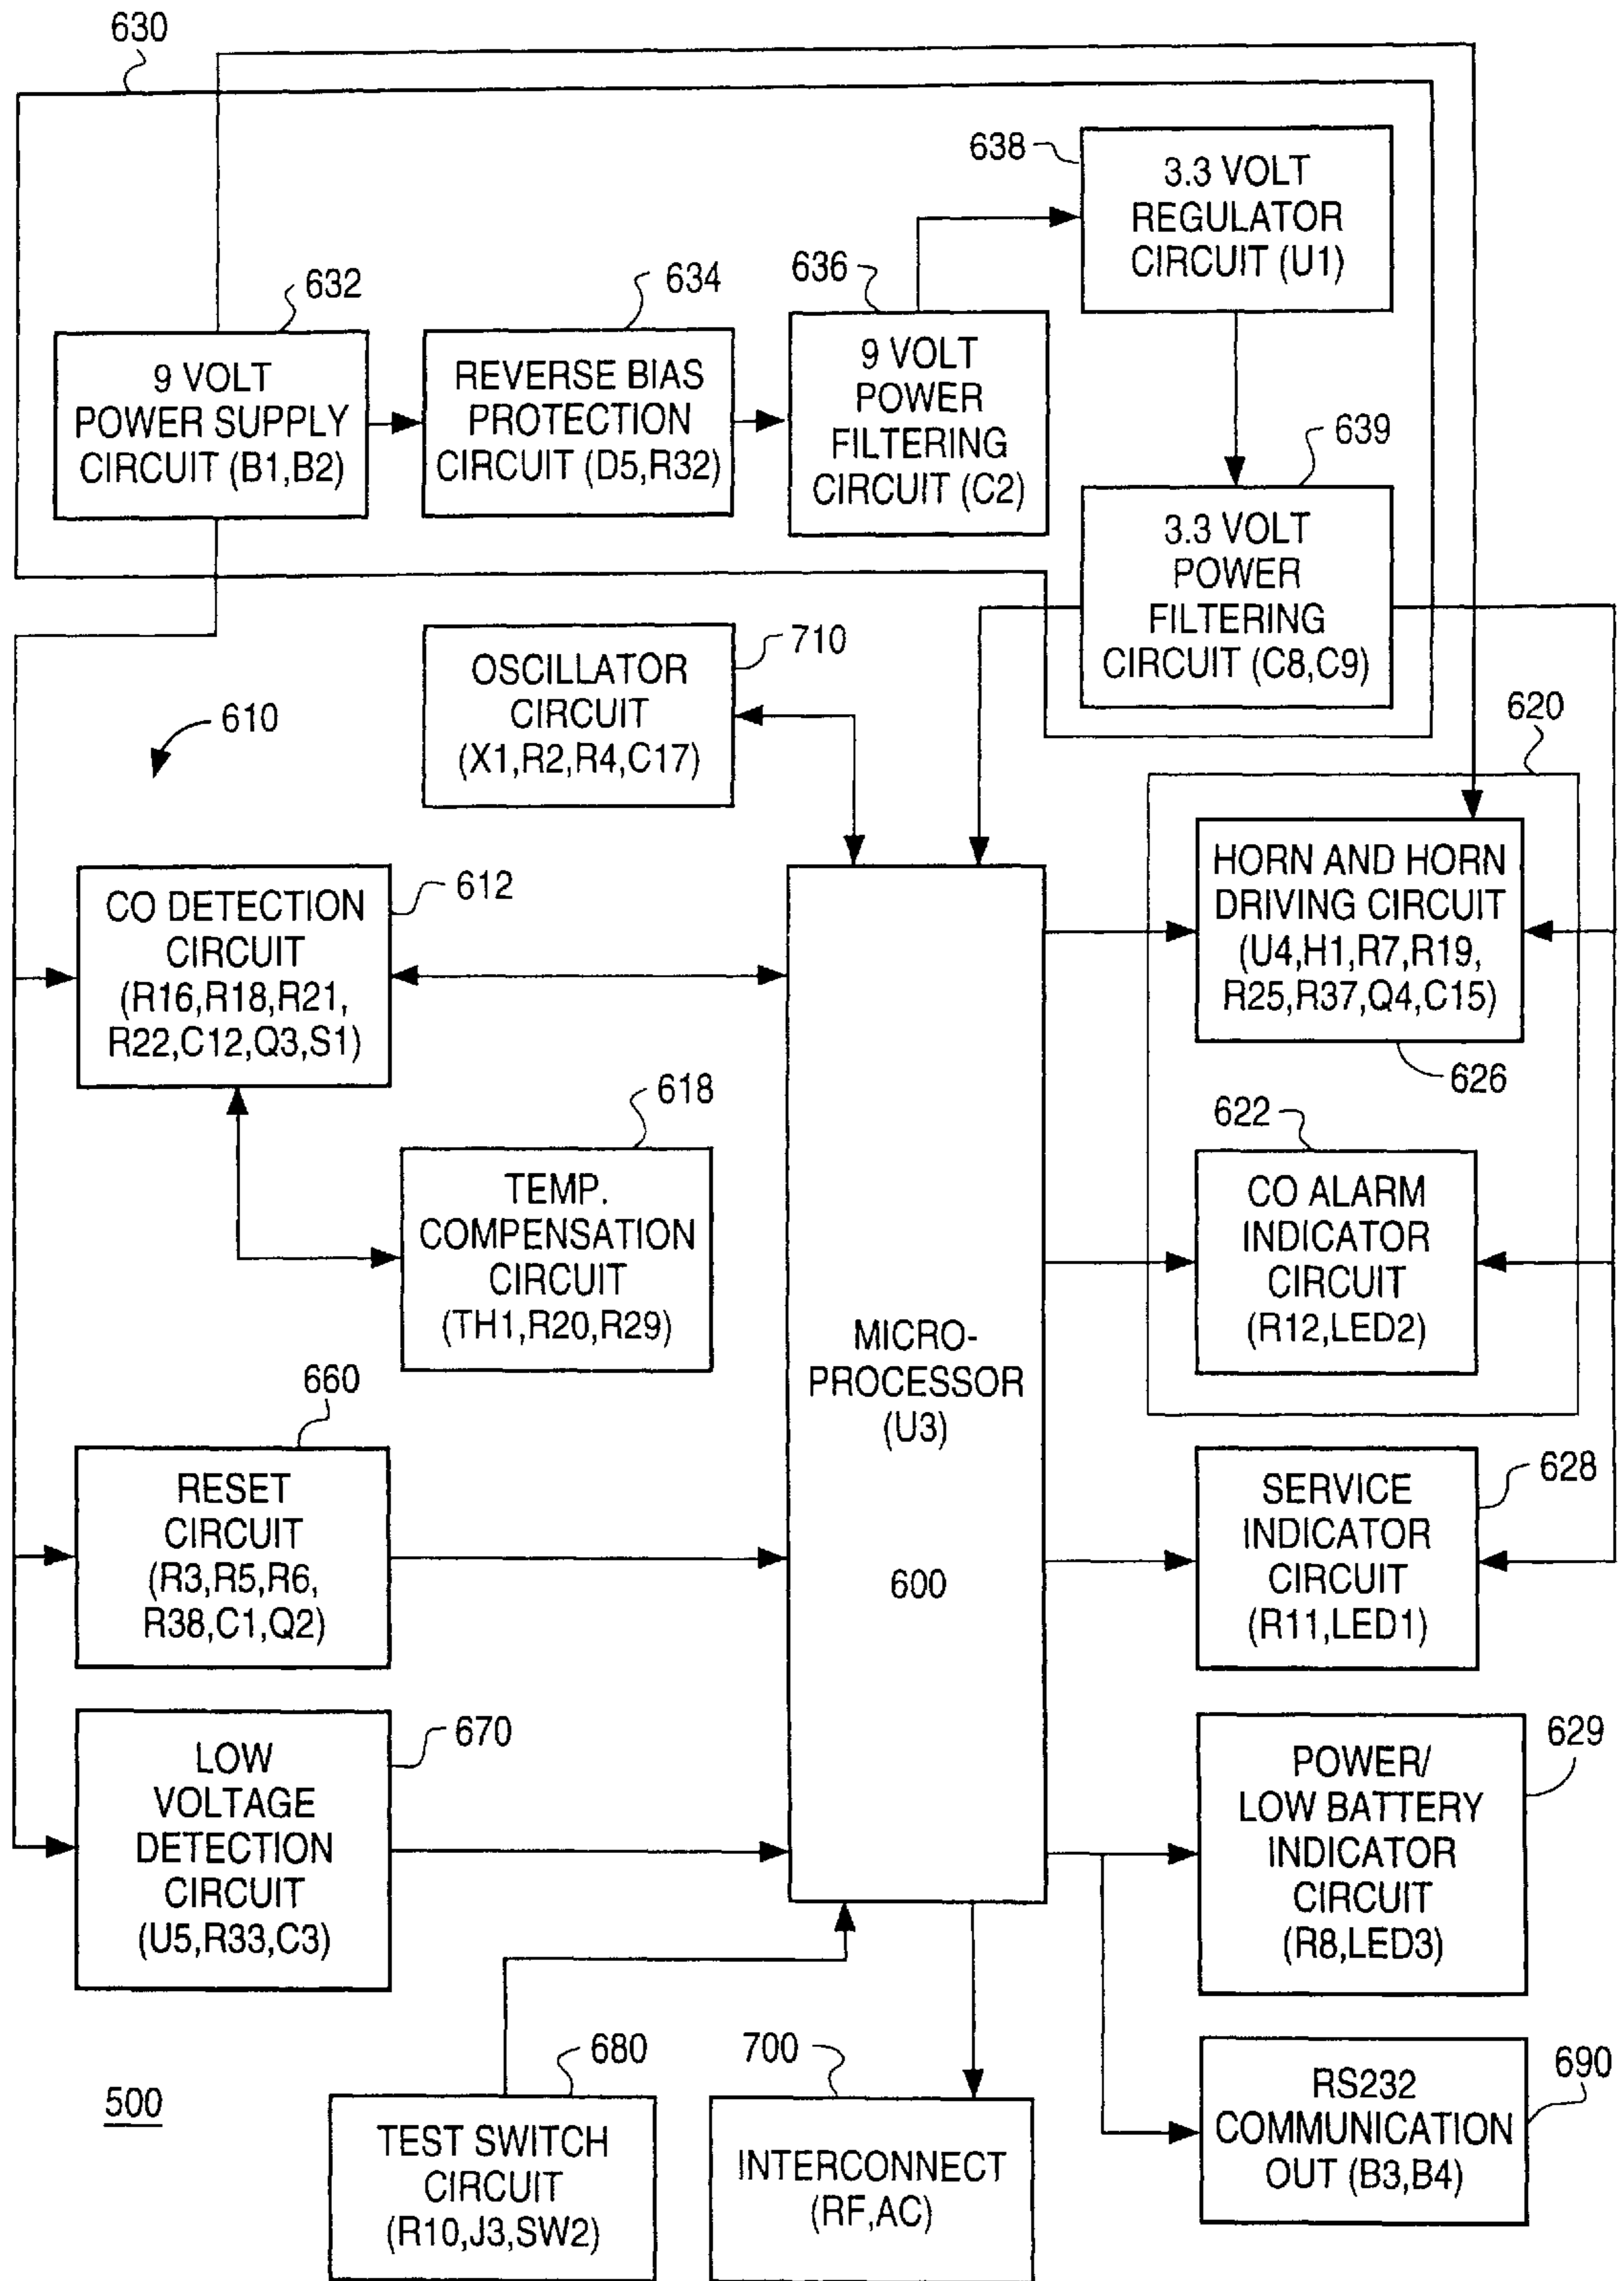 630
638
3.3 VOLT
REGULATOR
CIRCUIT (U1)
632
9 VOLT
POWER SUPPLY
CIRCUIT (B1,B2)
634
REVERSE BIAS
PROTECTION
CIRCUIT (D5,R32)
636
9 VOLT
POWER
FILTERING
CIRCUIT (C2)
639
3.3 VOLT
POWER
FILTERING
CIRCUIT (C8,C9)
710
OSCILLATOR
CIRCUIT
(X1,R2,R4,C17)
610
620
612
CO DETECTION
CIRCUIT
(R16,R18,R21,
R22,C12,Q3,S1)
HORN AND HORN
DRIVING CIRCUIT
(U4,H1,R7,R19,
R25,R37,Q4,C15)
626
618
TEMP.
COMPENSATION
CIRCUIT
(TH1,R20,R29)
622
CO ALARM
INDICATOR
CIRCUIT
(R12,LED2)
MICRO-
PROCESSOR
(U3)
600
660
RESET
CIRCUIT
(R3,R5,R6,
R38,C1,Q2)
628
SERVICE
INDICATOR
CIRCUIT
(R11,LED1)
670
LOW
VOLTAGE
DETECTION
CIRCUIT
(U5,R33,C3)
629
POWER/
LOW BATTERY
INDICATOR
CIRCUIT
(R8,LED3)
500
680
TEST SWITCH
CIRCUIT
(R10,J3,SW2)
700
INTERCONNECT
(RF,AC)
690
RS232
COMMUNICATION
OUT (B3,B4)